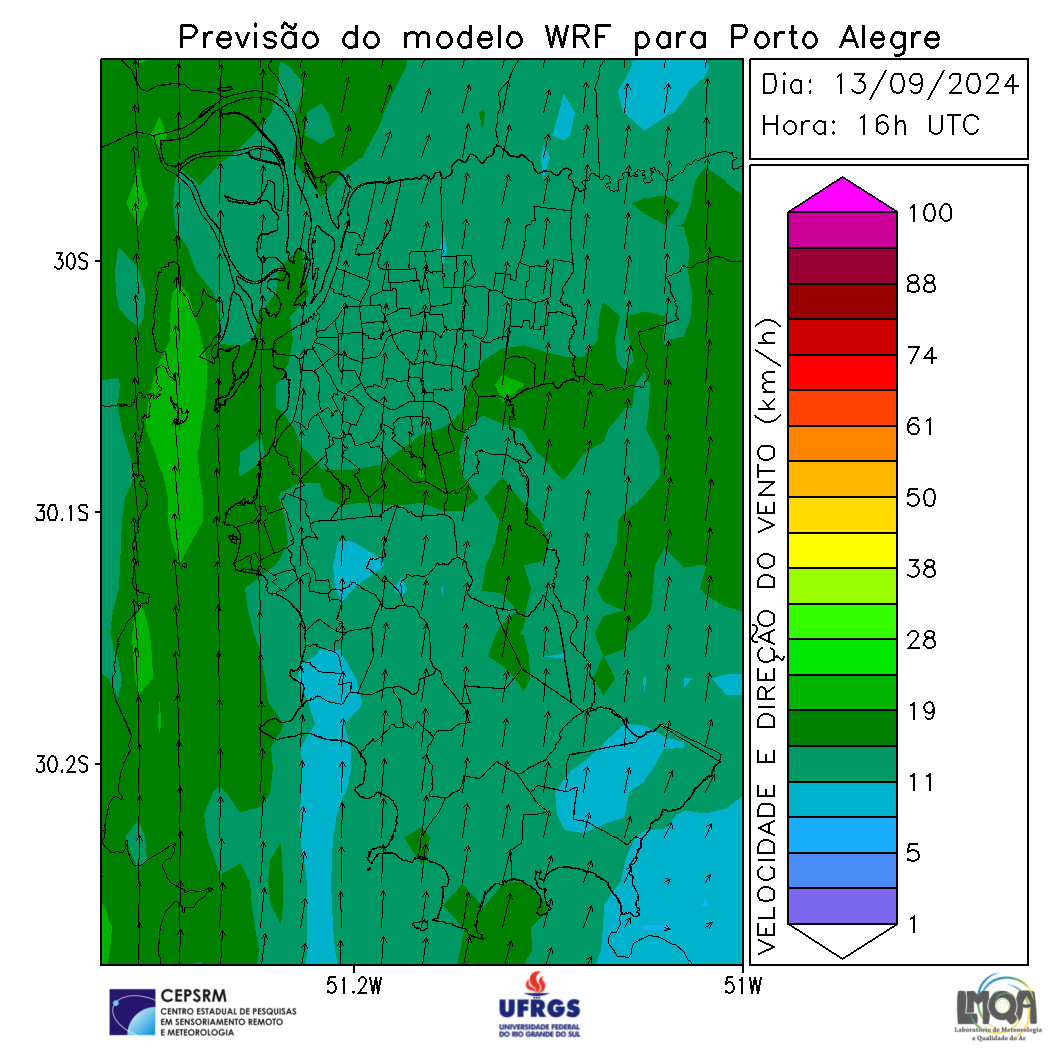 Previsão do modelo WRF para Porto Alegre
Dia: 13/09/2024
Hora: 16h UTC
30S
30.1S
30.2S
51.2W
51W
VELOCIDADE E DIREÇÃO DO VENTO (km/h)
100
88
74
61
50
38
28
19
11
5
1
CEPSRM
CENTRO ESTADUAL DE PESQUISAS
EM SENSORIAMENTO REMOTO
E METEOROLOGIA
UFRGS
UNIVERSIDADE FEDERAL
DO RIO GRANDE DO SUL
LMQA
Laboratório de Meteorologia
e Qualidade do Ar